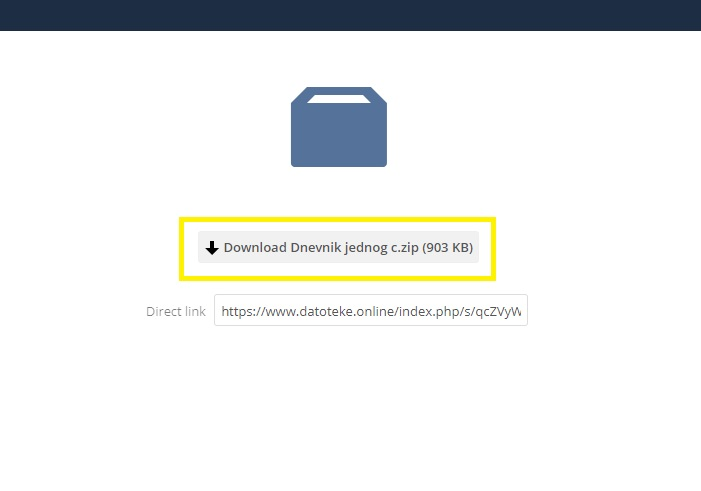 Download Dnevnik jednog c.zip (903 KB)
Direct link https://www.datoteke.online/index.php/s/qcZVyW